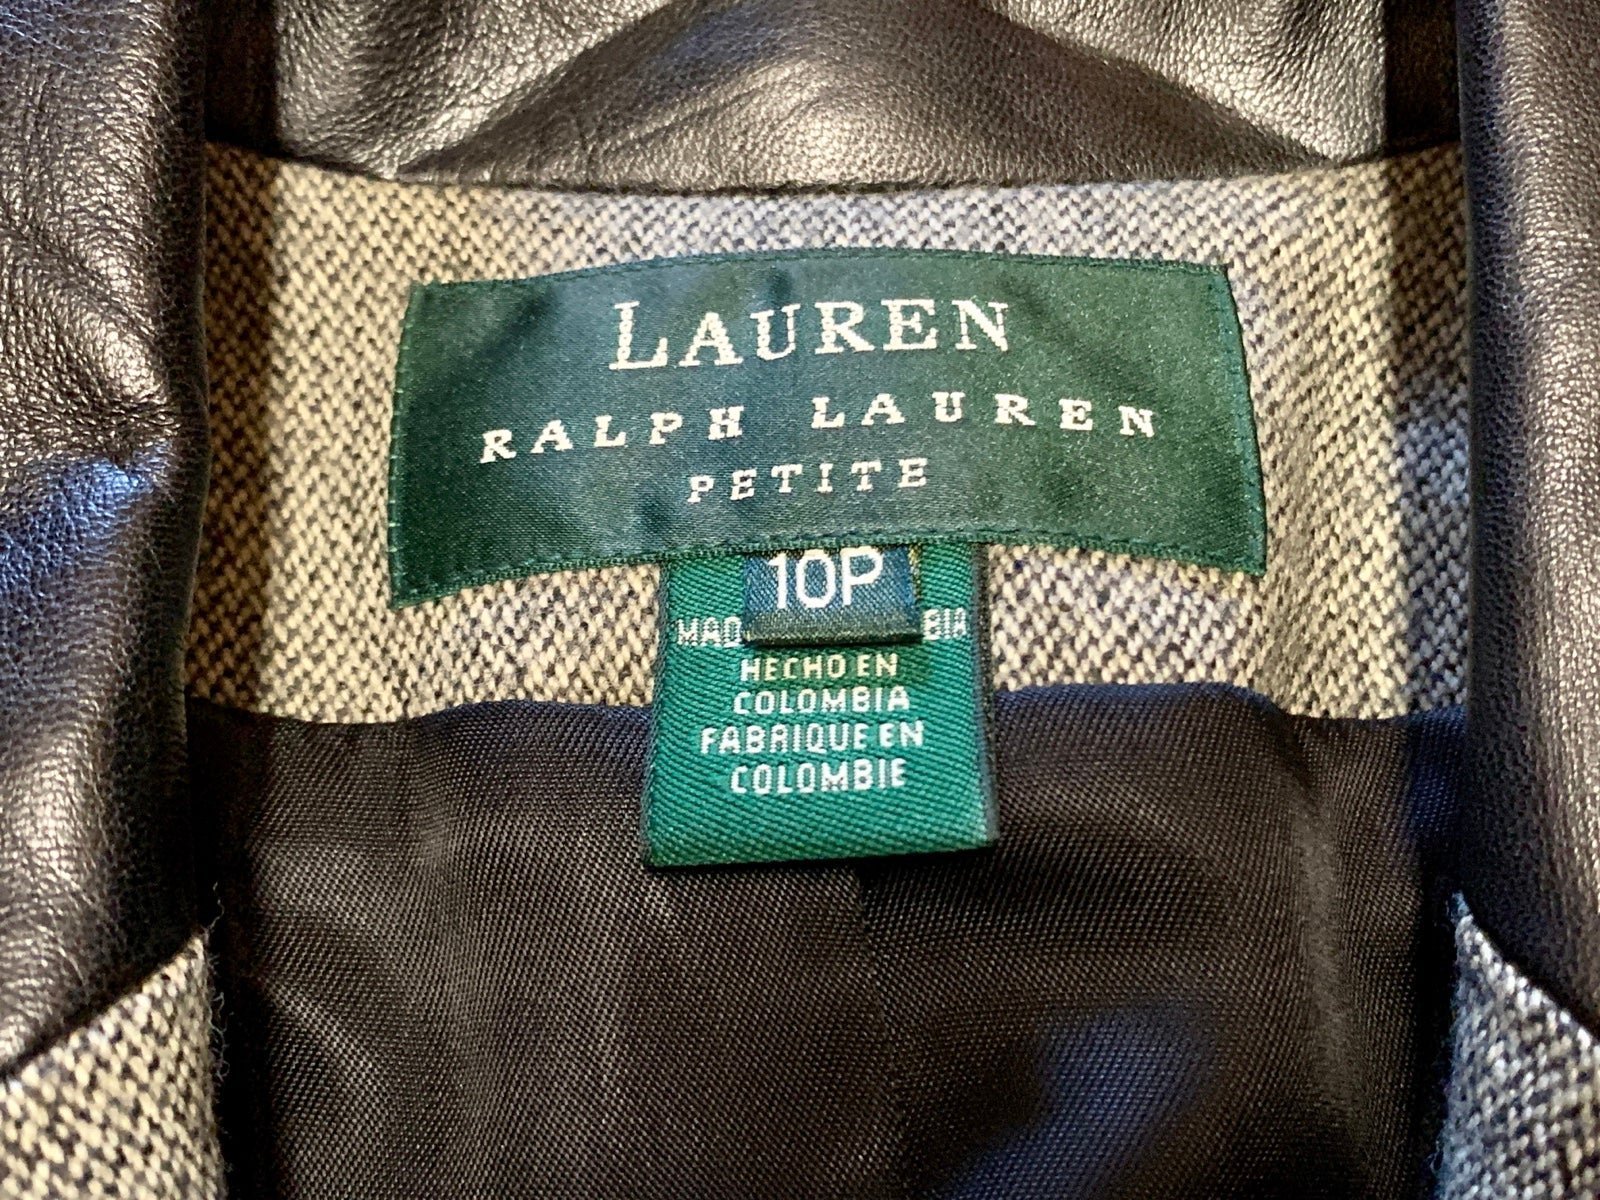 LAUREN
RALPH LAUREN
PETITE
10P
HECHO EN
COLOMBIA
FABRIQUE EN
COLOMBIE